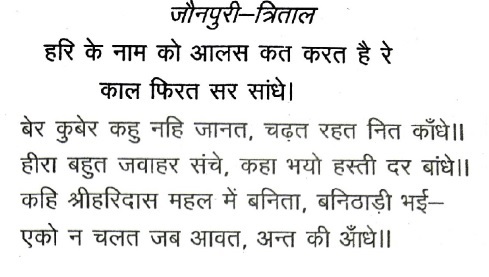 जौनपुरी–त्रिताल
हरि के नाम को आलस कत करत है रे
काल फिरत सर सांधे।
बेर कुबेर कहु नहि जानत, चढ़त रहत नित काँधे॥
हीरा बहुत जवाहर संचे, कहा भयो हस्ती दर बांधे॥
कहि श्रीहरिदास महल में बनिता, बनिठाड़ी भई–
एको न चलत जब आवत, अन्त की आँधे॥